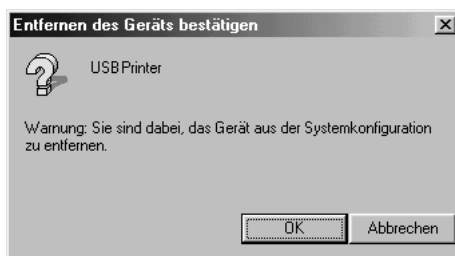 Entfernen des Geräts bestätigen
USB Printer
Warnung: Sie sind dabei, das Gerät aus der Systemkonfiguration
zu entfernen.
OK
Abbrechen